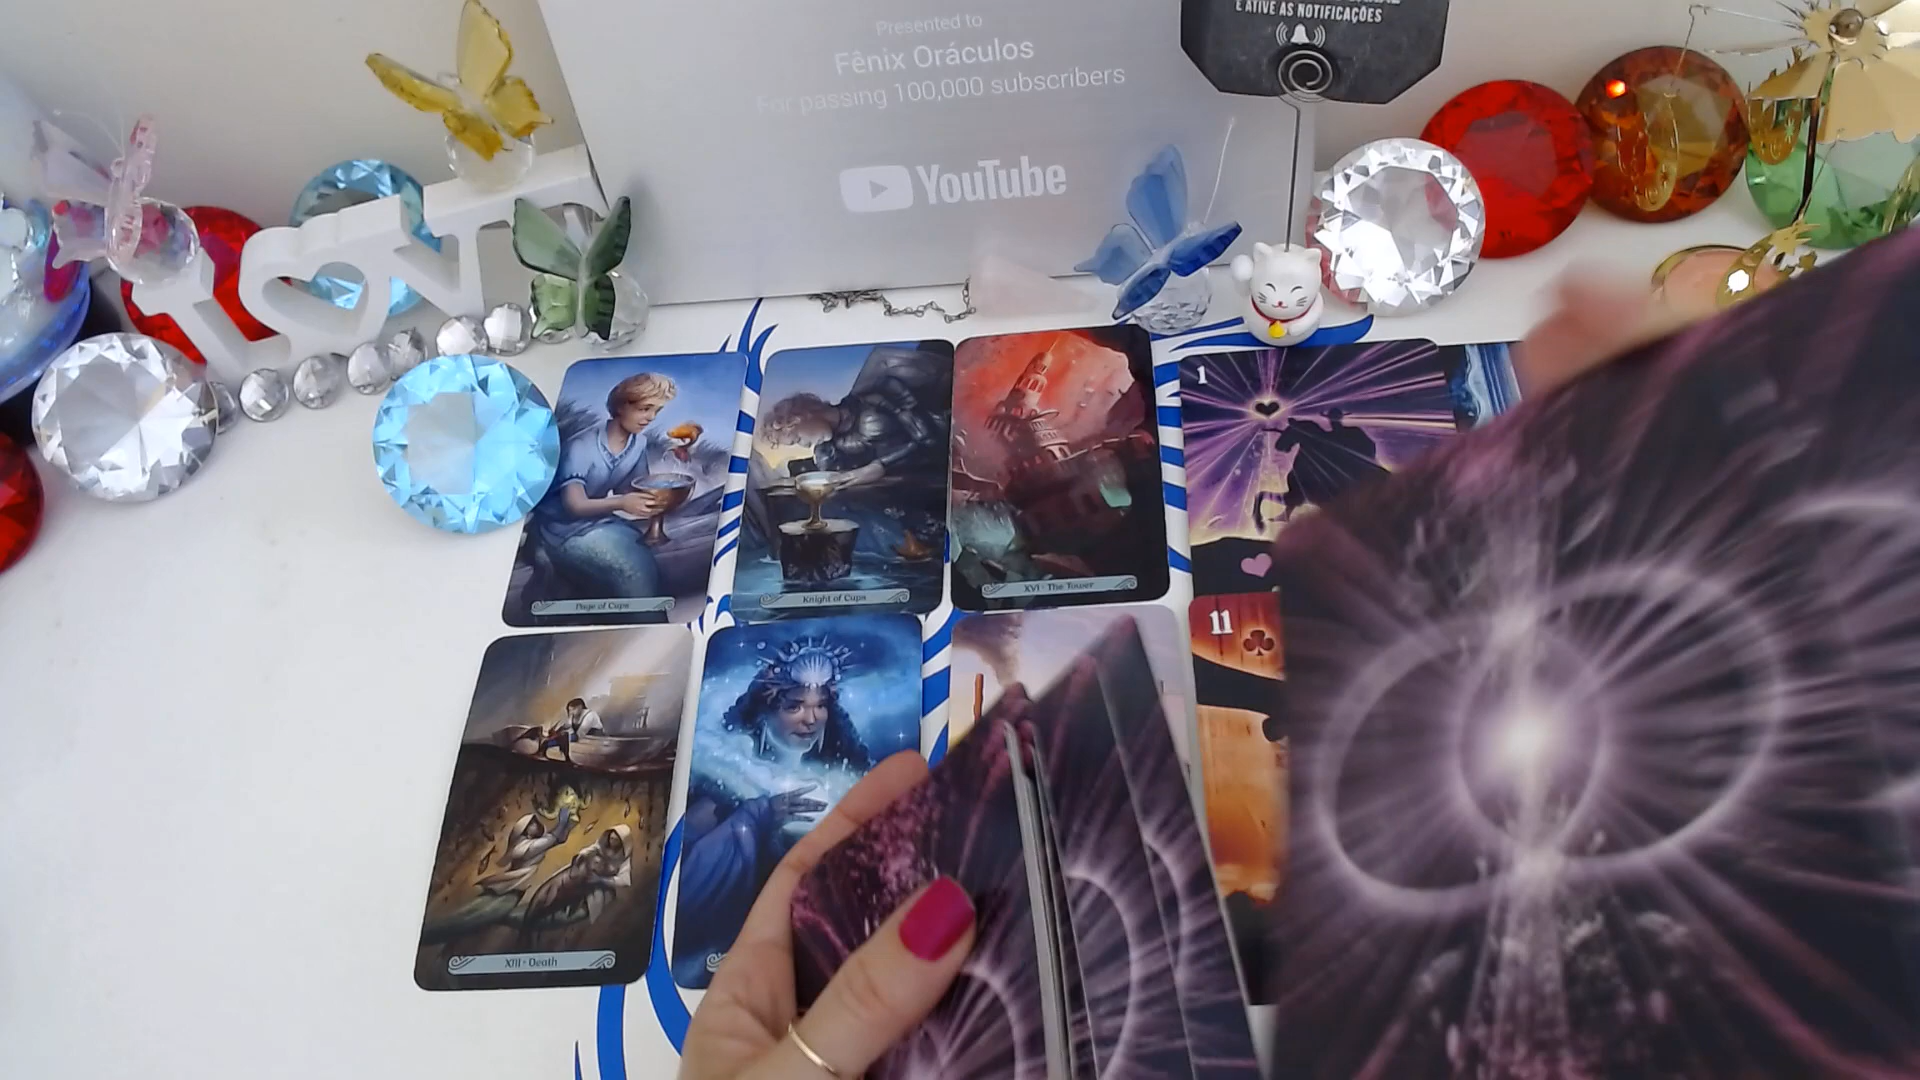 Presented to
Fênix Oráculos
For passing 100,000 subscribers
YouTube
E ATIVE AS NOTIFICAÇÕES
LOVE
Page of Cups
Knight of Cups
XVI · The Tower
1
11
XIII · Death